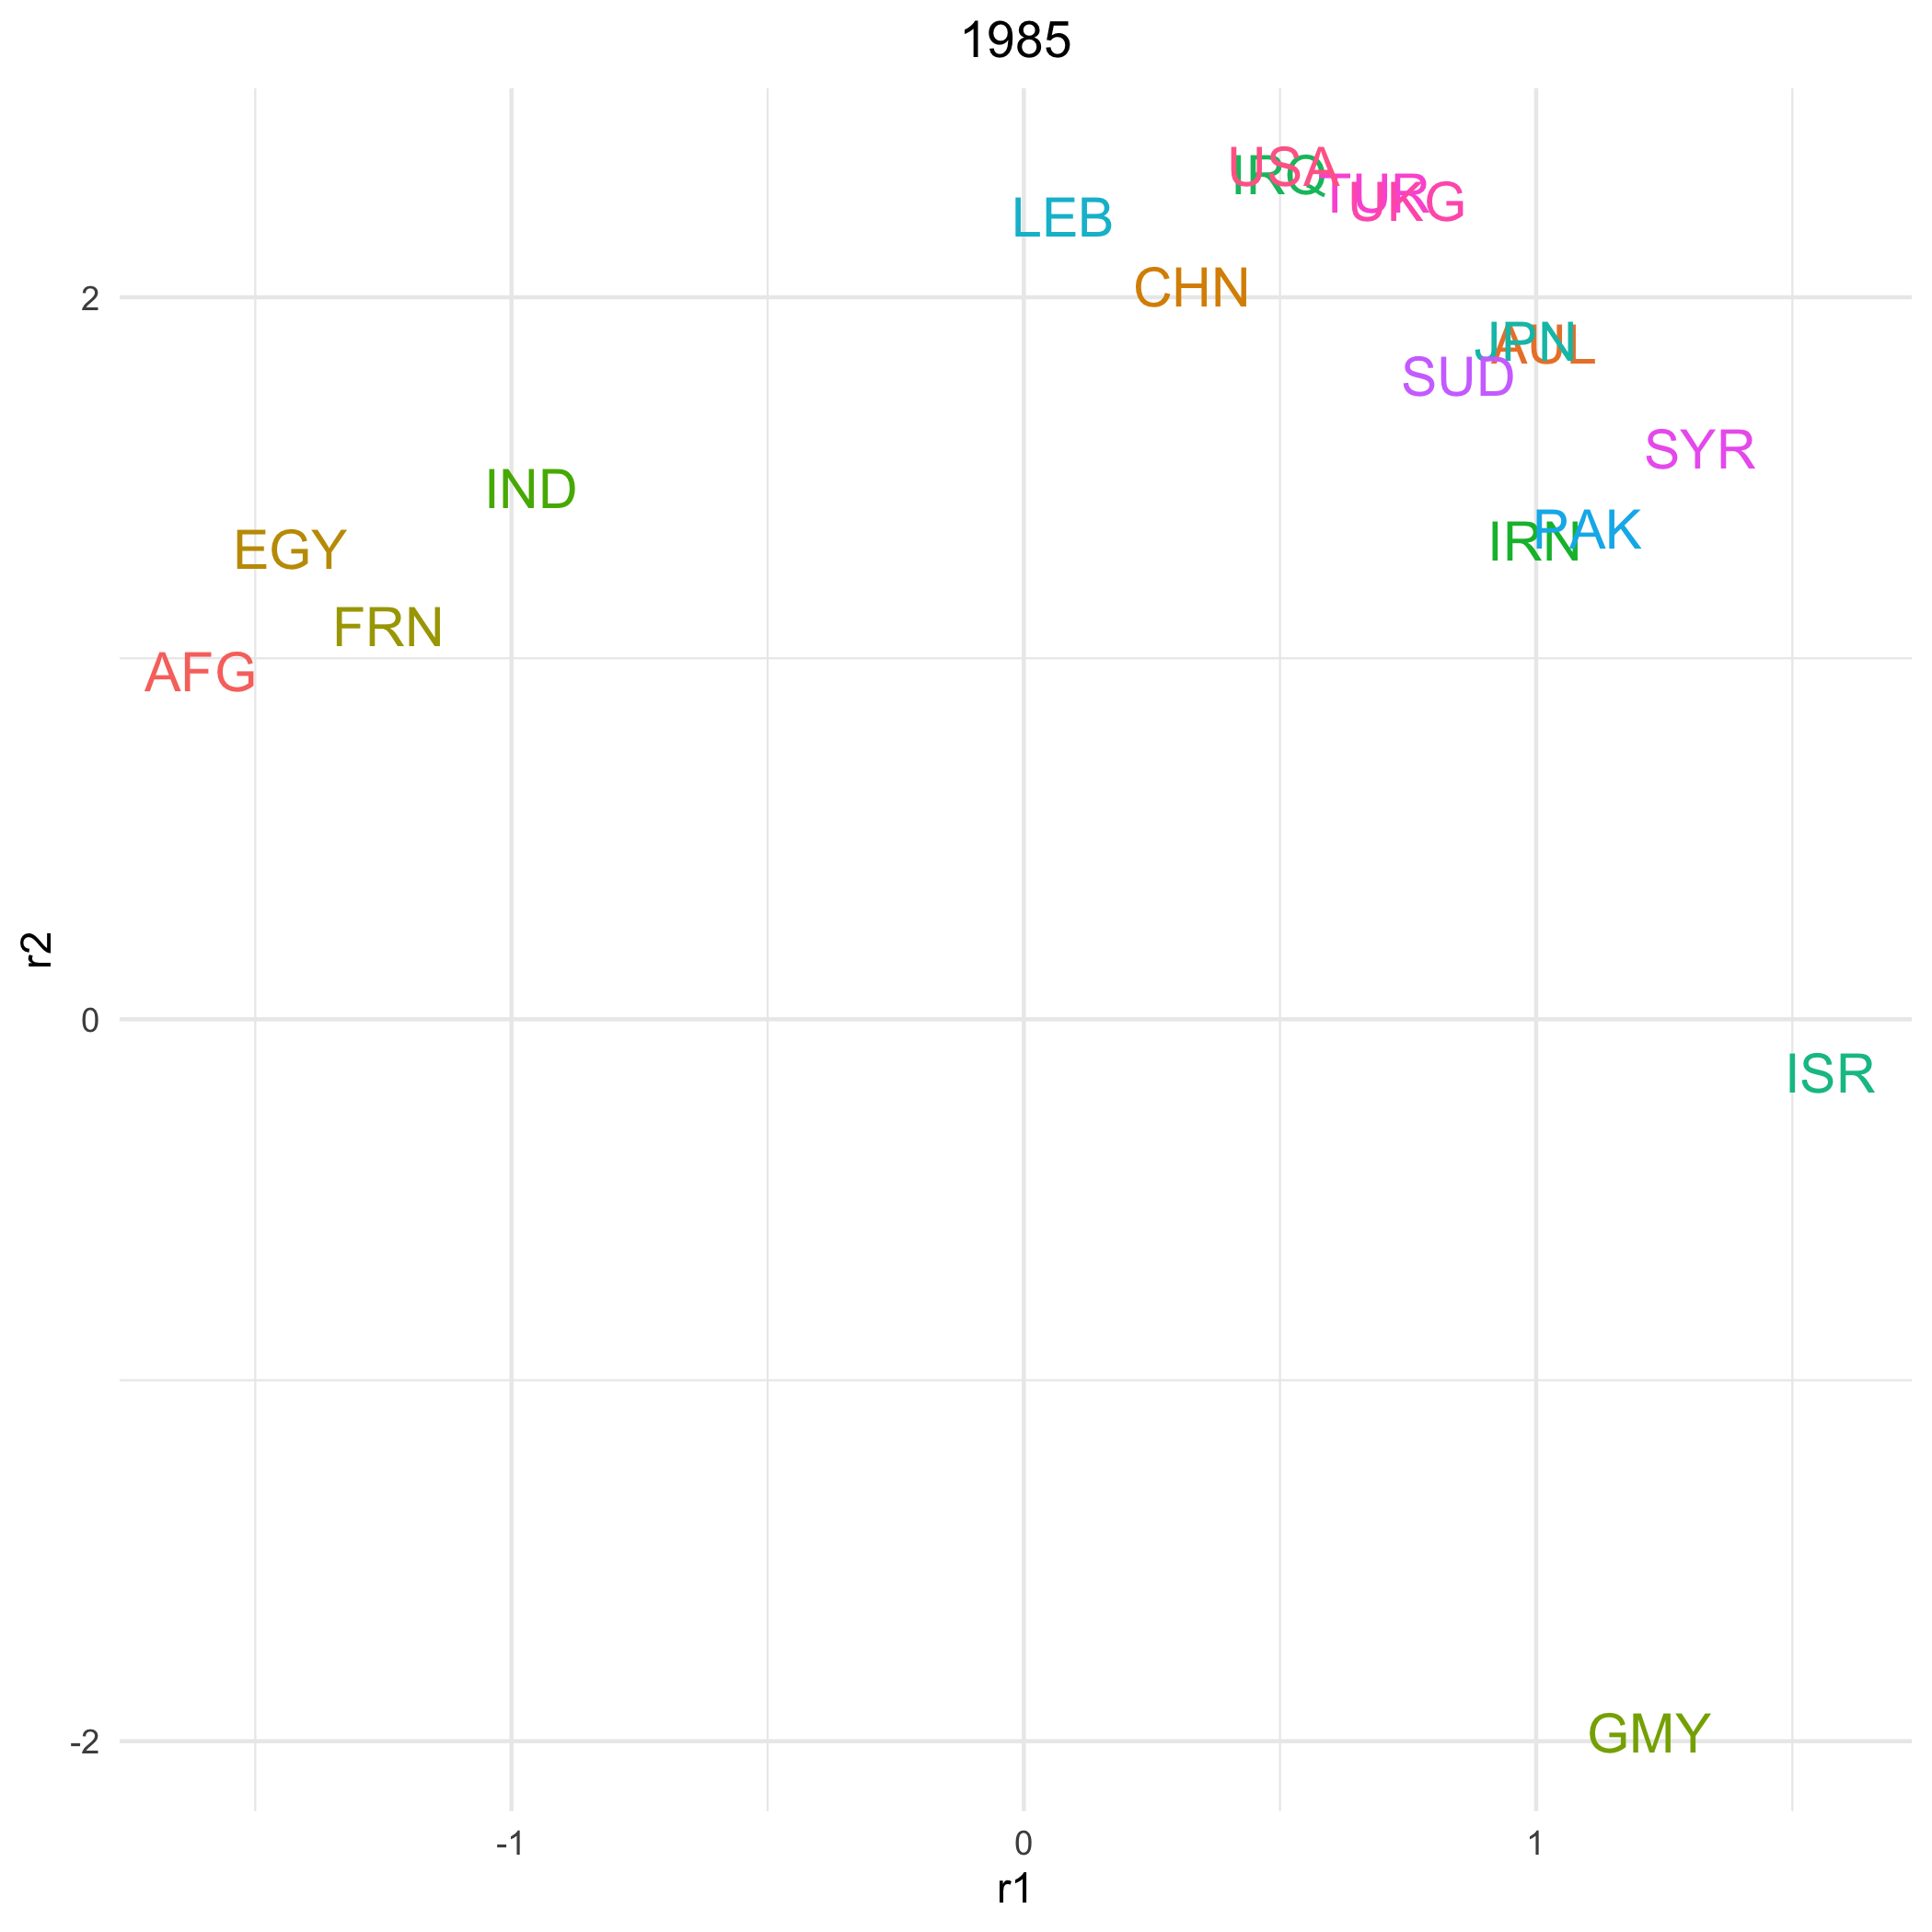 1985
USA
IRQ
TUR
UKG
LEB
CHN
2
JPN
AUL
SUD
SYR
IND
PAK
IRN
EGY
FRN
AFG
r2
0
ISR
GMY
-2
-1
0
1
r1